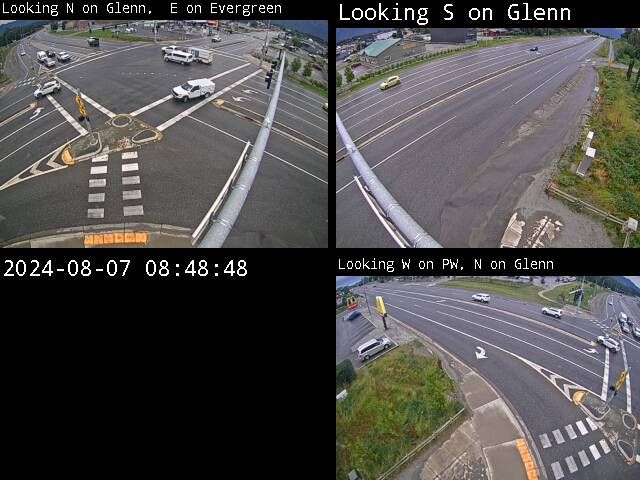 Looking N on Glenn,  E on Evergreen
Looking S on Glenn
2024-08-07 08:48:48
Looking W on PW, N on Glenn